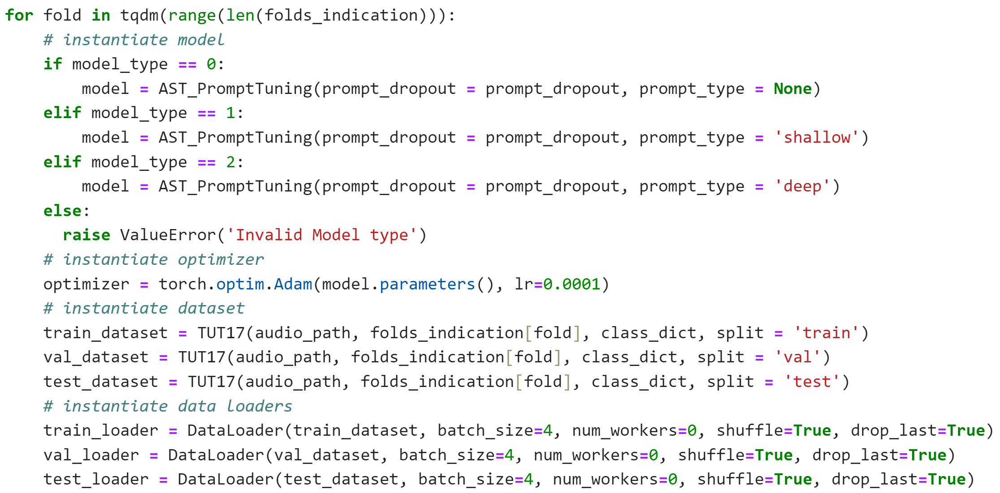 for fold in tqdm(range(len(folds_indication))):
    # instantiate model
    if model_type == 0:
        model = AST_PromptTuning(prompt_dropout = prompt_dropout, prompt_type = None)
    elif model_type == 1:
        model = AST_PromptTuning(prompt_dropout = prompt_dropout, prompt_type = 'shallow')
    elif model_type == 2:
        model = AST_PromptTuning(prompt_dropout = prompt_dropout, prompt_type = 'deep')
    else:
      raise ValueError('Invalid Model type')
    # instantiate optimizer
    optimizer = torch.optim.Adam(model.parameters(), lr=0.0001)
    # instantiate dataset
    train_dataset = TUT17(audio_path, folds_indication[fold], class_dict, split = 'train')
    val_dataset = TUT17(audio_path, folds_indication[fold], class_dict, split = 'val')
    test_dataset = TUT17(audio_path, folds_indication[fold], class_dict, split = 'test')
    # instantiate data loaders
    train_loader = DataLoader(train_dataset, batch_size=4, num_workers=0, shuffle=True, drop_last=True)
    val_loader = DataLoader(val_dataset, batch_size=4, num_workers=0, shuffle=True, drop_last=True)
    test_loader = DataLoader(test_dataset, batch_size=4, num_workers=0, shuffle=True, drop_last=True)